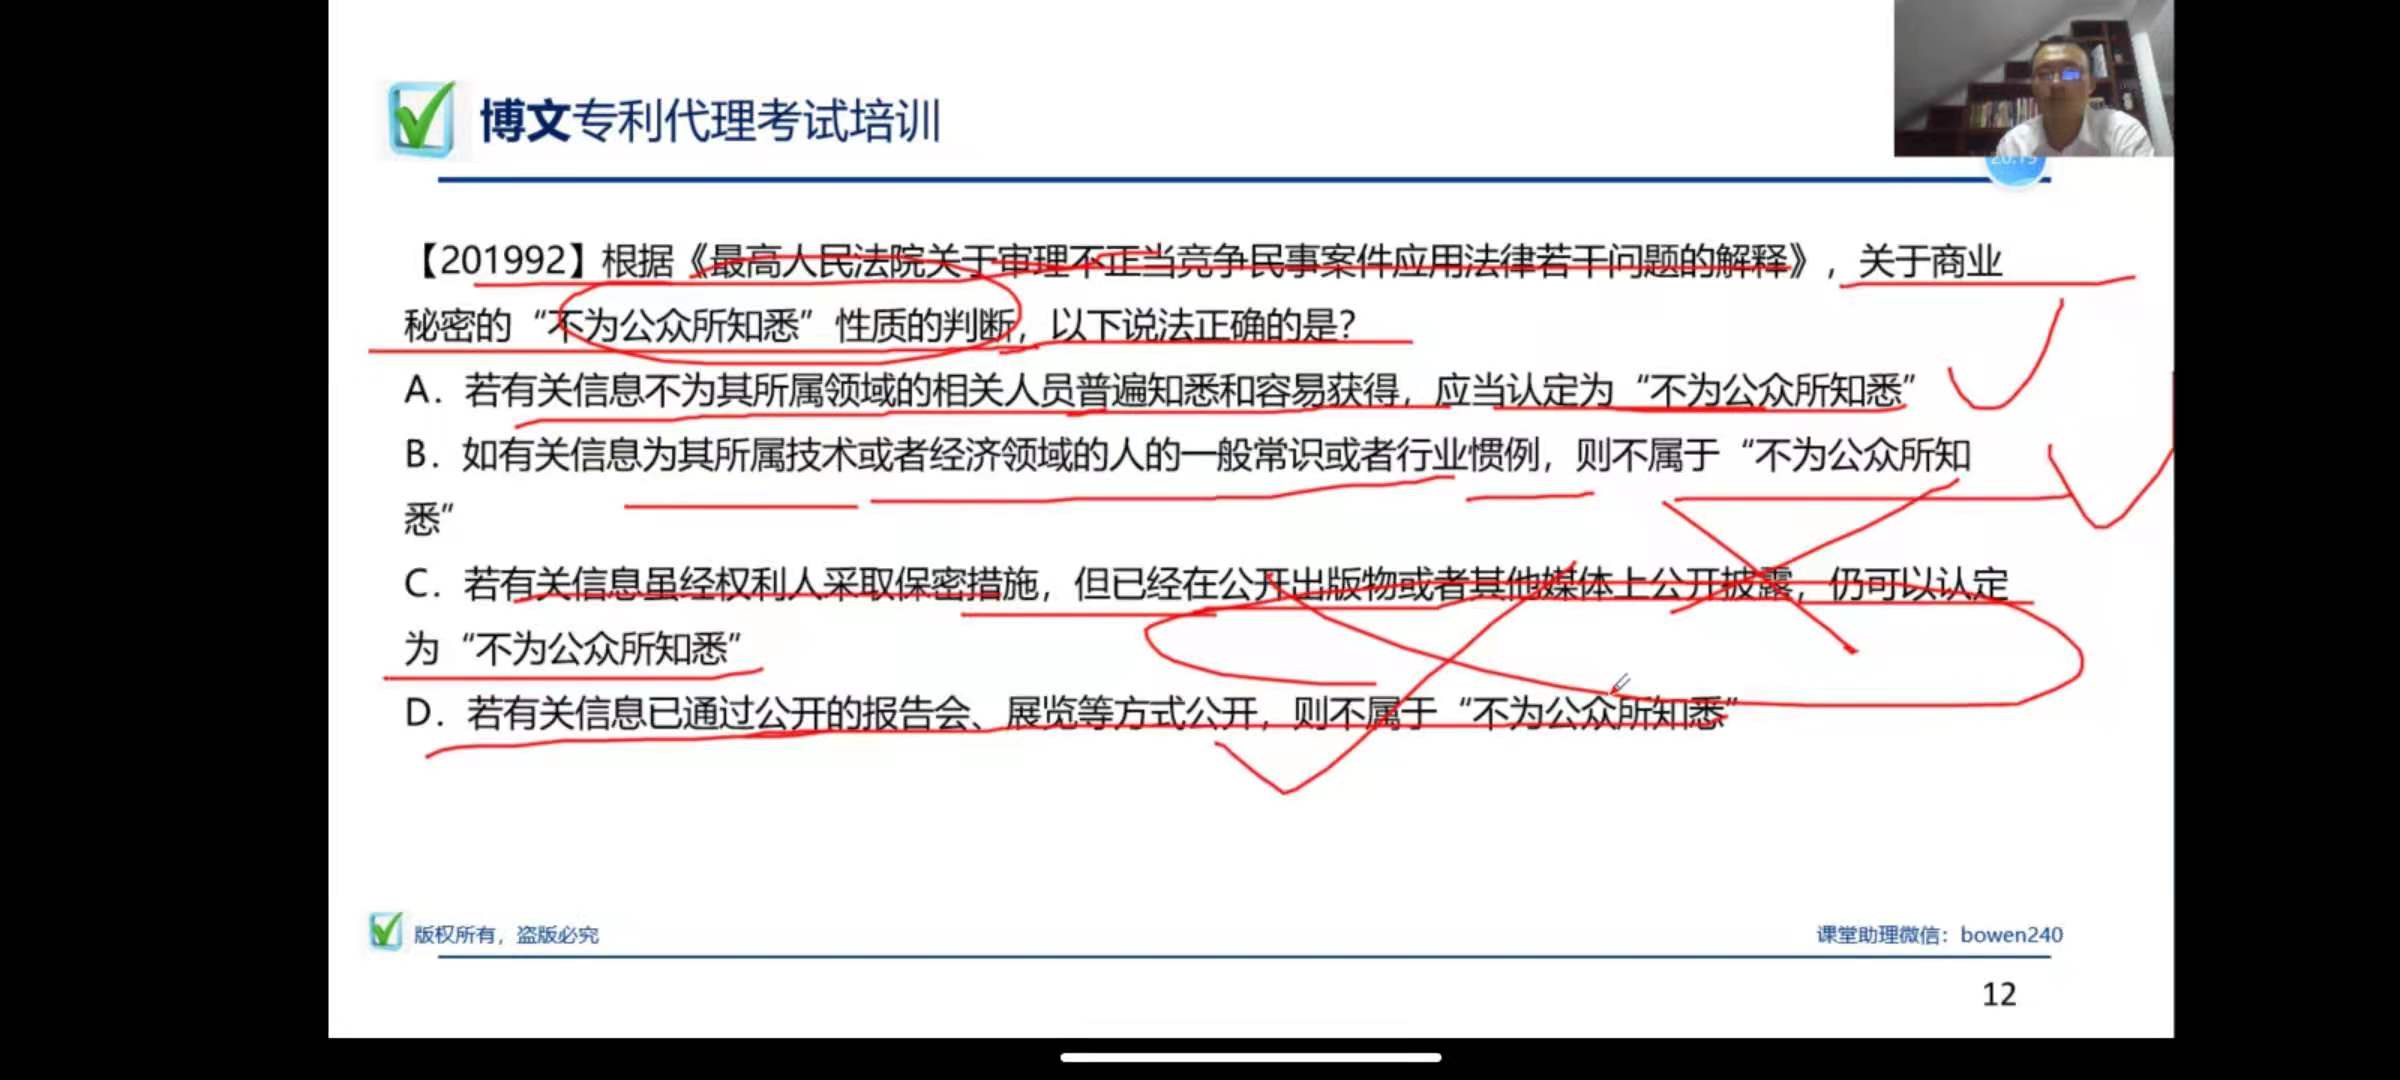 博文专利代理考试培训
【201992】根据《最高人民法院关于审理不正当竞争民事案件应用法律若干问题的解释》，关于商业
秘密的“不为公众所知悉”性质的判断，以下说法正确的是？
A．若有关信息不为其所属领域的相关人员普遍知悉和容易获得，应当认定为“不为公众所知悉”
B．如有关信息为其所属技术或者经济领域的人的一般常识或者行业惯例，则不属于“不为公众所知
悉”
C．若有关信息虽经权利人采取保密措施，但已经在公开出版物或者其他媒体上公开披露，仍可以认定
为“不为公众所知悉”
D．若有关信息已通过公开的报告会、展览等方式公开，则不属于“不为公众所知悉”
版权所有，盗版必究
课堂助理微信：bowen240
12